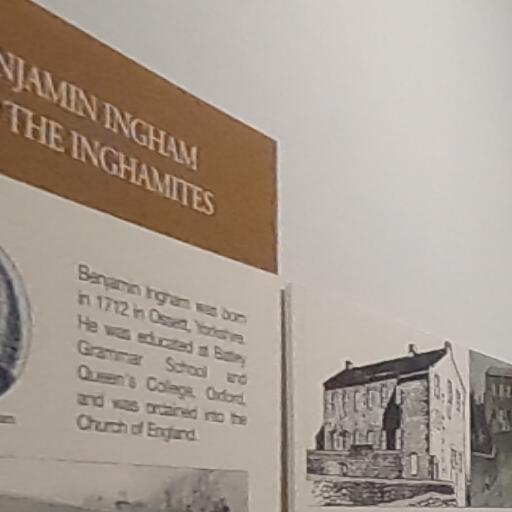 NJAMIN INGHAM
THE INGHAMITES
Benjamin Ingham was born
in 1712 in Ossett, Yorkshire.
He was educated at Batley
Grammar School and
Queen's College, Oxford,
and was ordained into the
Church of England.